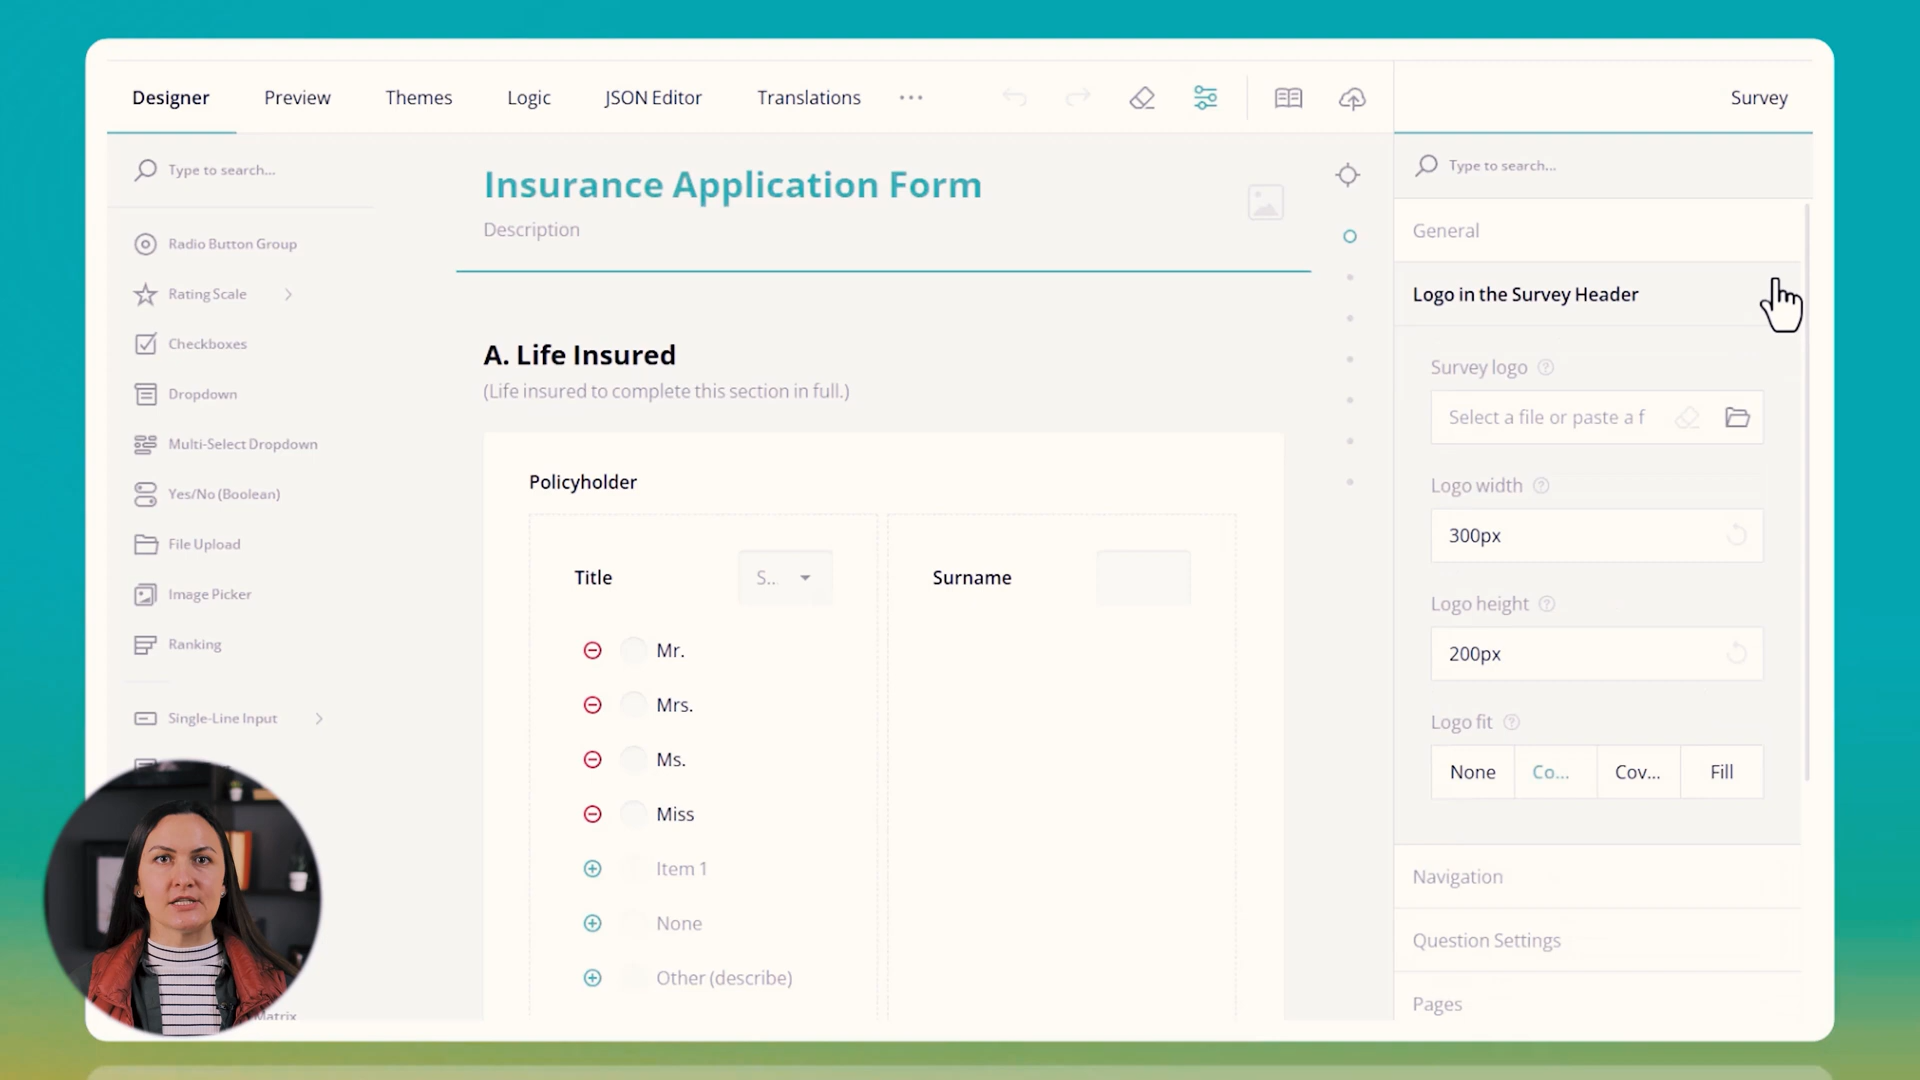 Designer
Preview
Themes
Logic
JSON Editor
Translations
Survey
Type to search...
Radio Button Group
Rating Scale
Checkboxes
Dropdown
Multi-Select Dropdown
Yes/No (Boolean)
File Upload
Image Picker
Ranking
Single-Line Input
Matrix
Insurance Application Form
Description
A. Life Insured
(Life insured to complete this section in full.)
Policyholder
Title
S..
Surname
Mr.
Mrs.
Ms.
Miss
Item 1
None
Other (describe)
Type to search...
General
Logo in the Survey Header
Survey logo
Select a file or paste a f
Logo width
300px
Logo height
200px
Logo fit
None
Co...
Cov...
Fill
Navigation
Question Settings
Pages